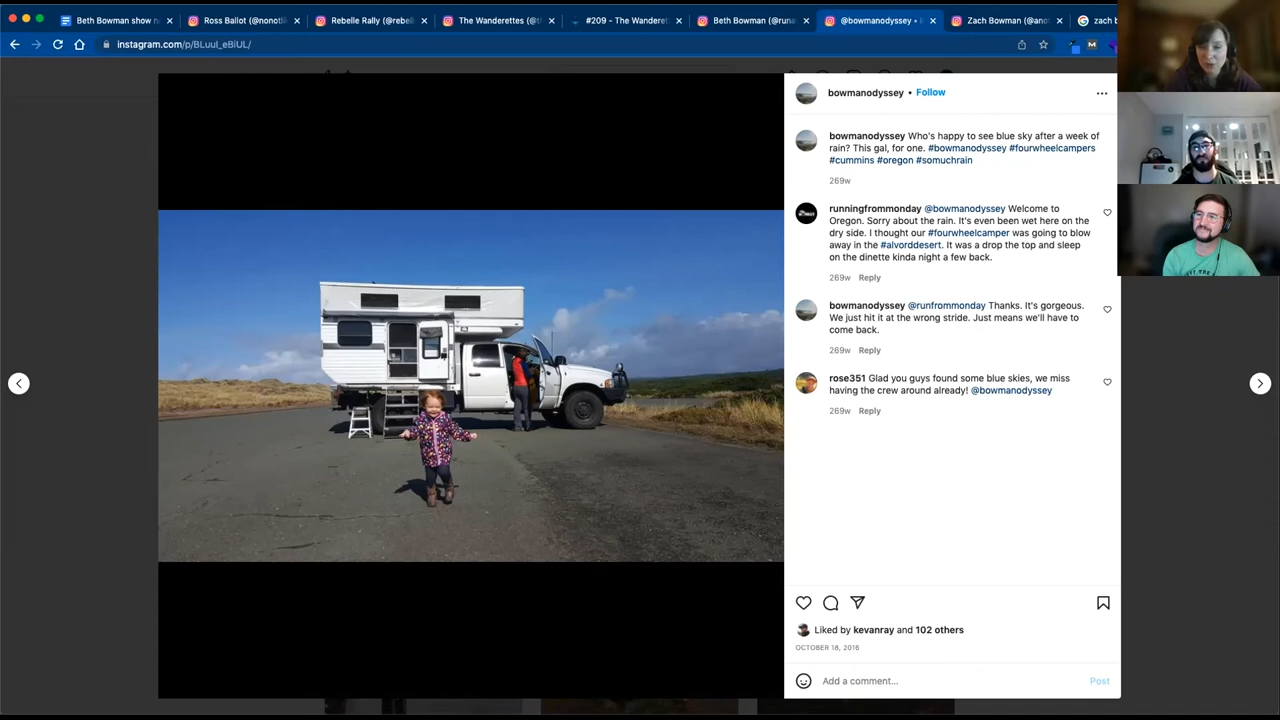 Beth Bowman show n
Ross Ballot (@nonotl
Rebelle Rally (@rebel
The Wanderettes (@t
#209 - The Wanderet
Beth Bowman (@runa
@bowmanodyssey •
Zach Bowman (@ano
zach b
instagram.com/p/BLuuI_eBiUL/
bowmanodyssey • Follow
bowmanodyssey Who's happy to see blue sky after a week of
rain? This gal, for one. #bowmanodyssey #fourwheelcampers
#cummins #oregon #somuchrain
269w
runningfrommonday @bowmanodyssey Welcome to
Oregon. Sorry about the rain. It's even been wet here on the
dry side. I thought our #fourwheelcamper was going to blow
away in the #alvorddesert. It was a drop the top and sleep
on the dinette kinda night a few back.
269w Reply
bowmanodyssey @runfrommonday Thanks. It's gorgeous.
We just hit it at the wrong stride. Just means we'll have to
come back.
269w Reply
rose351 Glad you guys found some blue skies, we miss
having the crew around already! @bowmanodyssey
269w Reply
Liked by kevanray and 102 others
OCTOBER 18, 2016
Add a comment...
Post